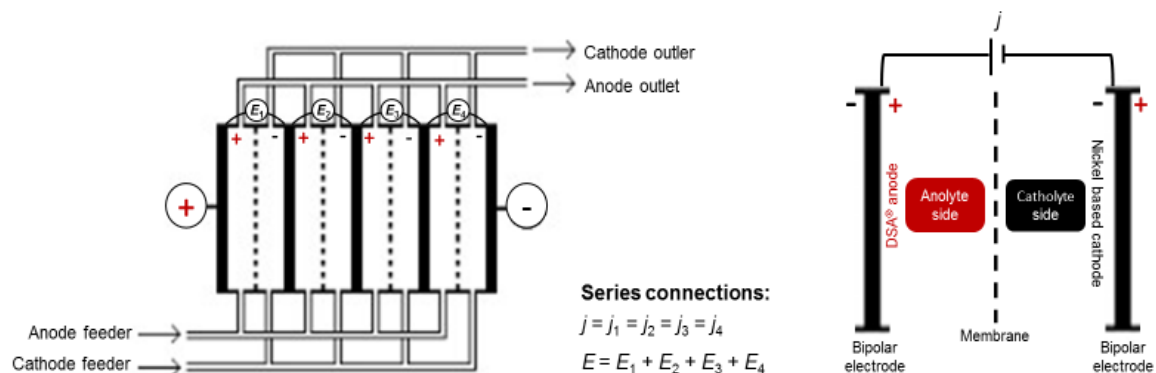 Cathode outler
Anode outlet
E1
E2
E3
E4
+ - + - + - + -
+
-
Anode feeder
Cathode feeder
Series connections:
j = j1 = j2 = j3 = j4
E = E1 + E2 + E3 + E4
j
- +
- +
DSA® anode
Anolyte
side
Catholyte
side
Nickel based cathode
Membrane
Bipolar
electrode
Bipolar
electrode